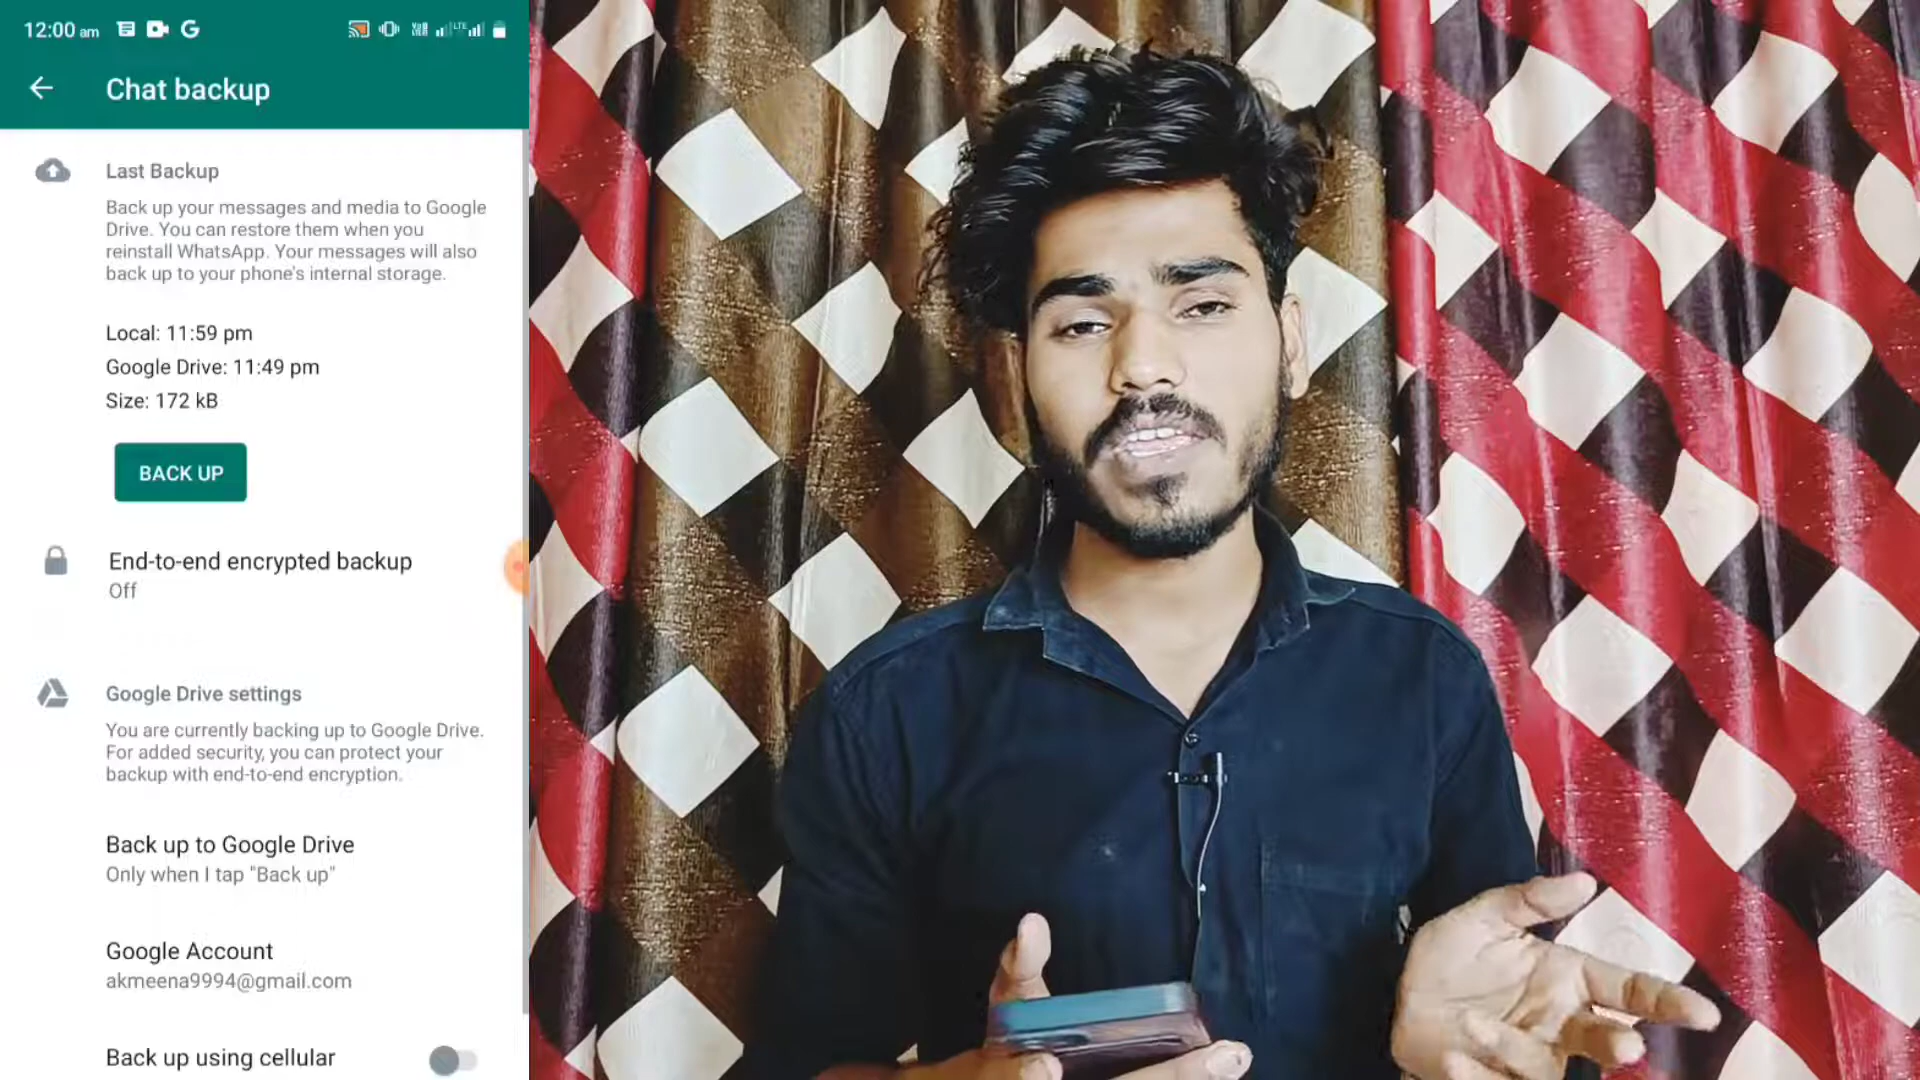 12:00 am
Chat backup
Last Backup
Back up your messages and media to Google
Drive. You can restore them when you
reinstall WhatsApp. Your messages will also
back up to your phone's internal storage.
Local: 11:59 pm
Google Drive: 11:49 pm
Size: 172 kB
BACK UP
End-to-end encrypted backup
Off
Google Drive settings
You are currently backing up to Google Drive.
For added security, you can protect your
backup with end-to-end encryption.
Back up to Google Drive
Only when I tap "Back up"
Google Account
akmeena9994@gmail.com
Back up using cellular